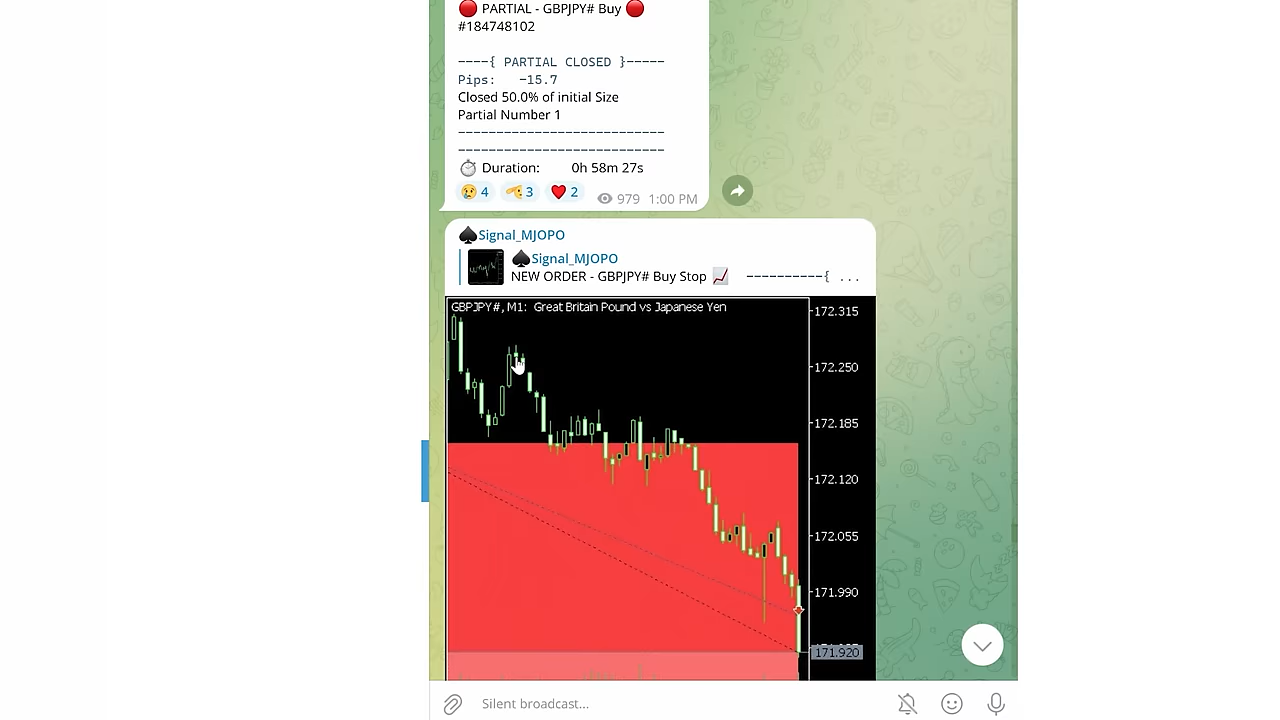 🔴 PARTIAL - GBPJPY# Buy 🔴
#184748102
----{ PARTIAL CLOSED }-----
Pips: -15.7
Closed 50.0% of initial Size
Partial Number 1
---------------------------
---------------------------
⏱ Duration: 0h 58m 27s
😢 4 🫡 3 ❤ 2 979 1:00 PM
♠Signal_MJOPO
♠Signal_MJOPO
NEW ORDER - GBPJPY# Buy Stop 📈 ----------{ ...
GBPJPY#, M1: Great Britain Pound vs Japanese Yen
172.315
172.250
172.185
172.120
172.055
171.990
171.920
Silent broadcast...